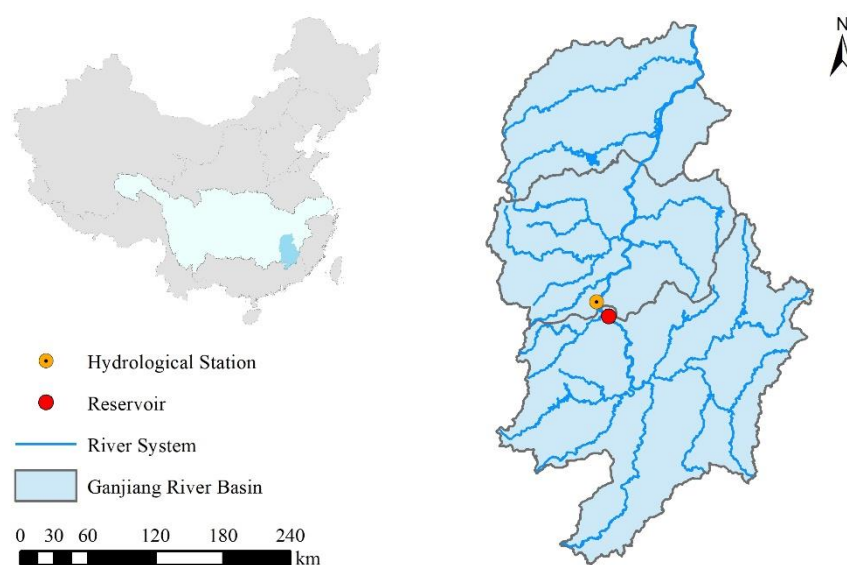 N
Hydrological Station
Reservoir
River System
Ganjiang River Basin
0 30 60 120 180 240
km